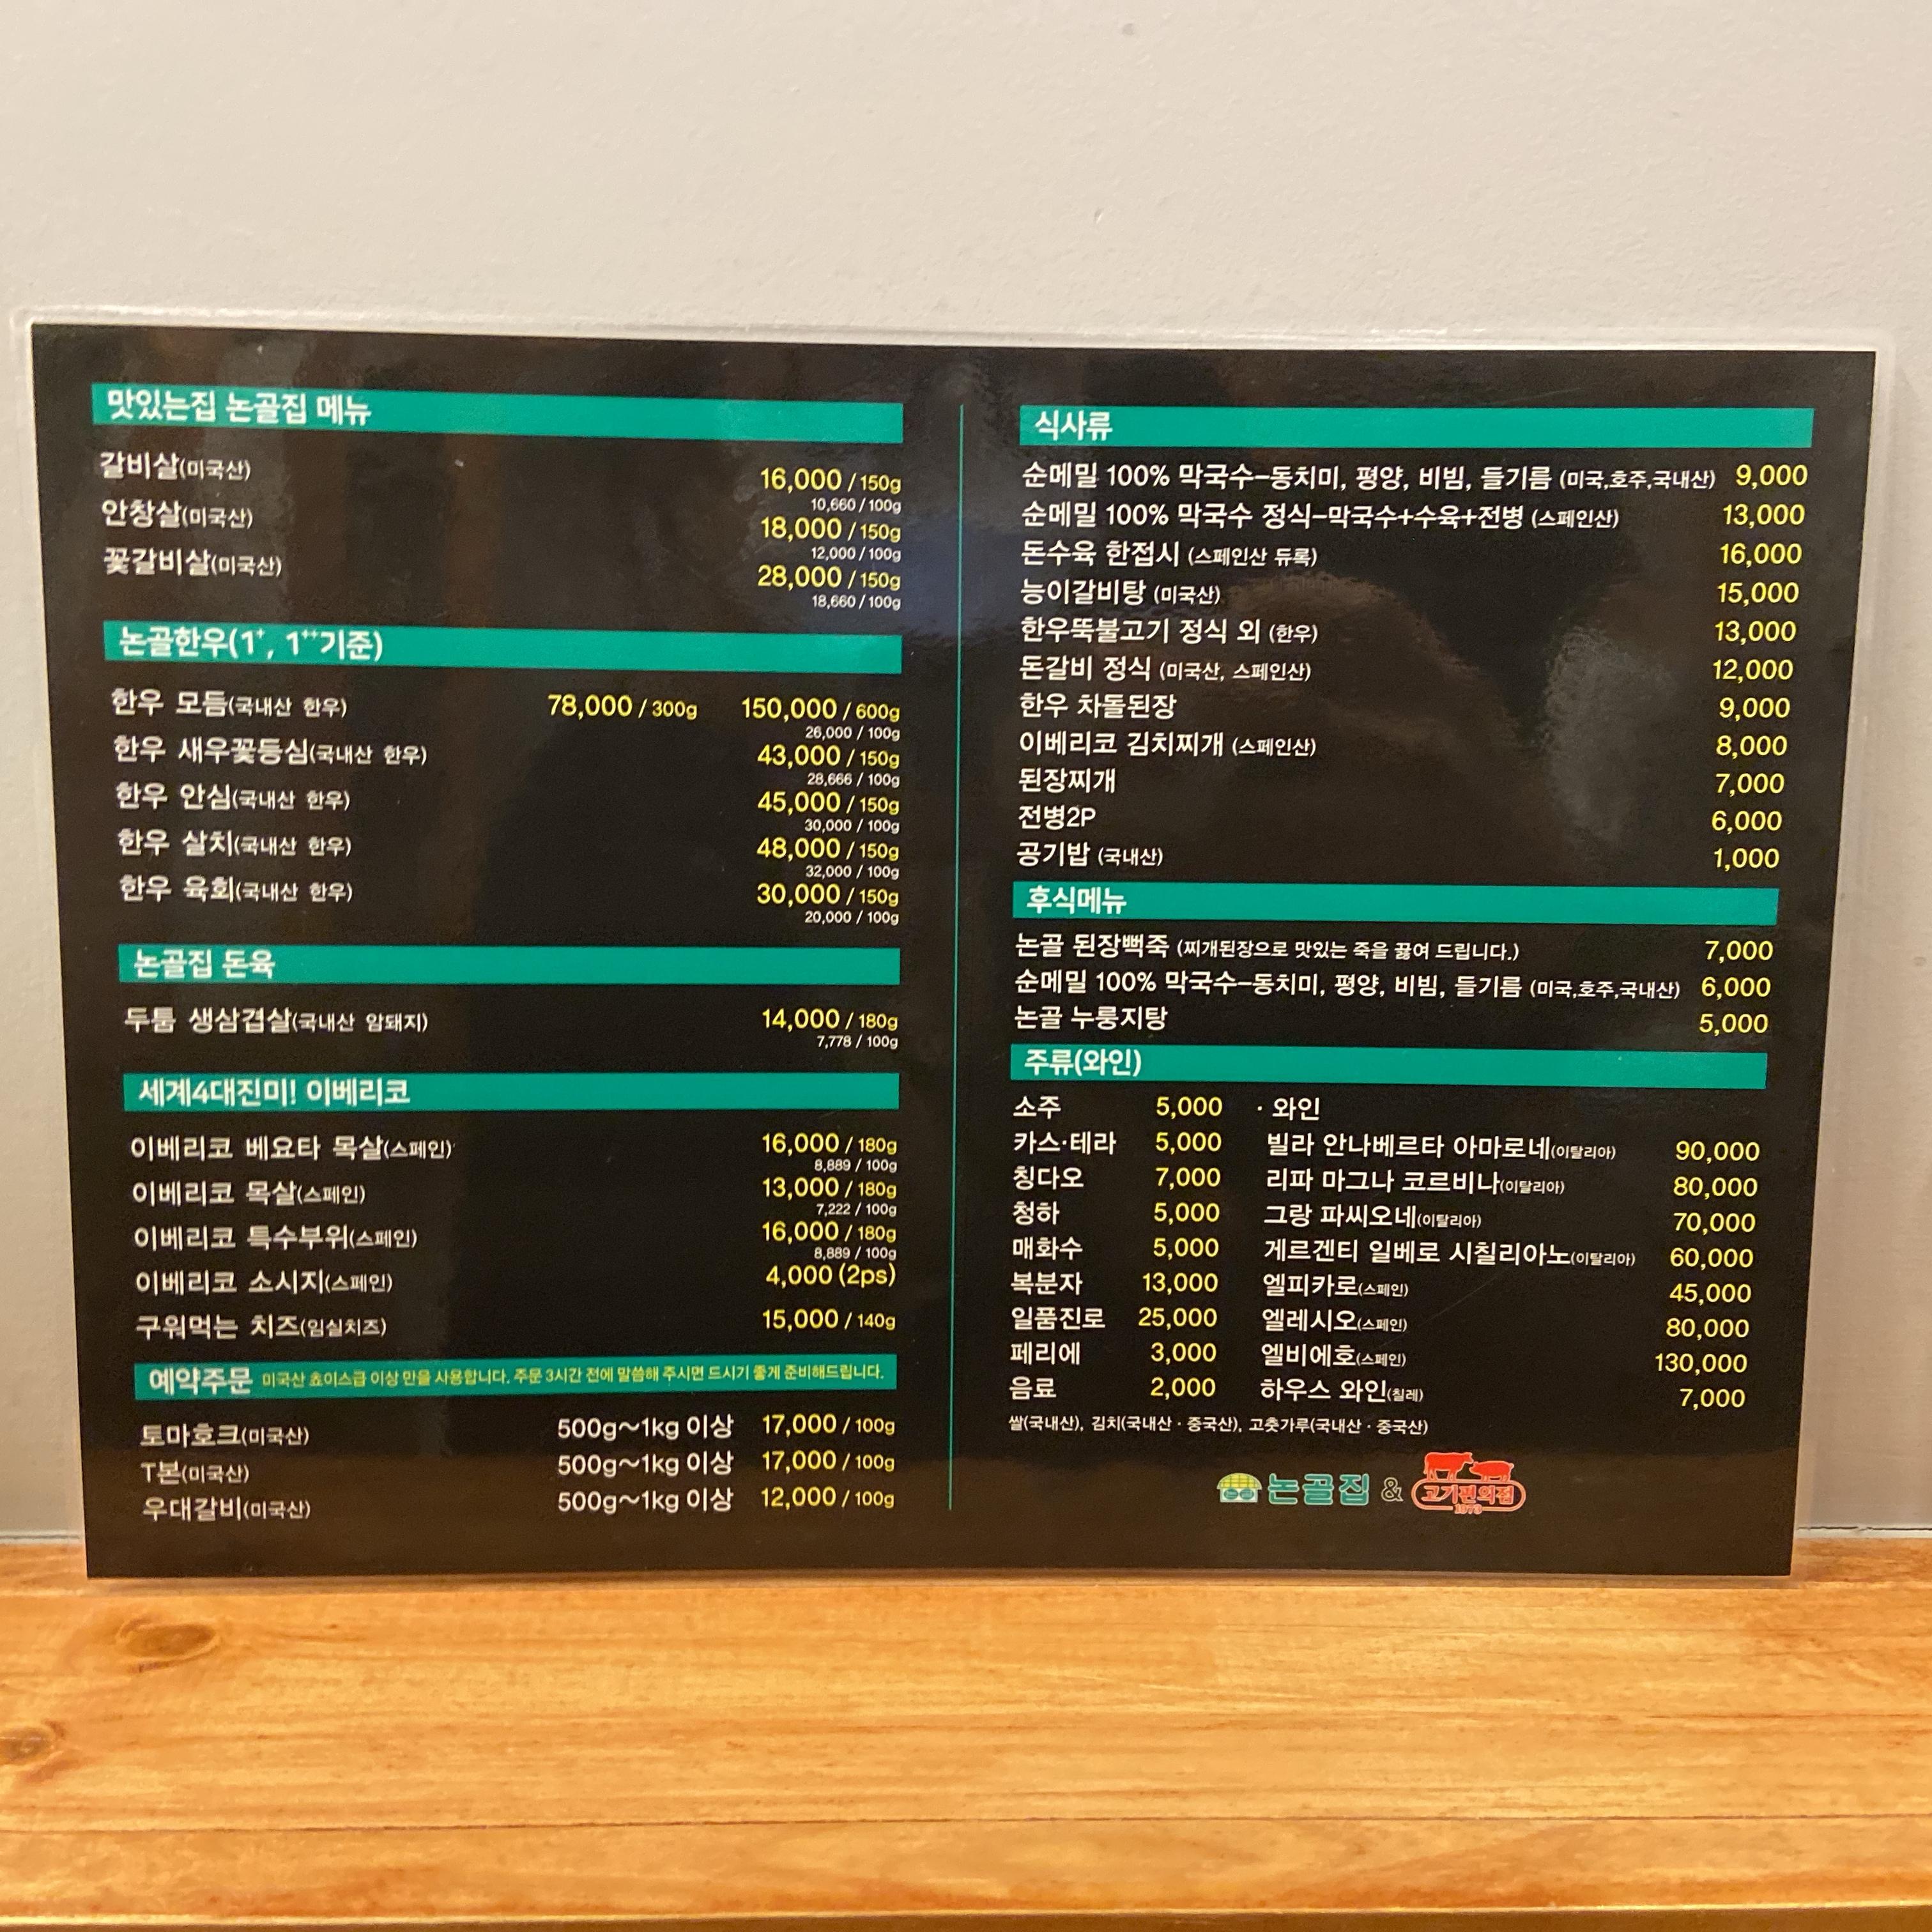 맛있는집 논골집 메뉴
갈비살(미국산) 16,000 / 150g
10,660 / 100g
안창살(미국산) 18,000 / 150g
12,000 / 100g
꽃갈비살(미국산) 28,000 / 150g
18,660 / 100g
논골한우(1+, 1++기준)
한우 모듬(국내산 한우) 78,000 / 300g 150,000 / 600g
26,000 / 100g
한우 새우꽃등심(국내산 한우) 43,000 / 150g
28,666 / 100g
한우 안심(국내산 한우) 45,000 / 150g
30,000 / 100g
한우 살치(국내산 한우) 48,000 / 150g
32,000 / 100g
한우 육회(국내산 한우) 30,000 / 150g
20,000 / 100g
논골집 돈육
두툼 생삼겹살(국내산 암돼지) 14,000 / 180g
7,778 / 100g
세계4대진미! 이베리코
이베리코 베요타 목살(스페인) 16,000 / 180g
8,889 / 100g
이베리코 목살(스페인) 13,000 / 180g
7,222 / 100g
이베리코 특수부위(스페인) 16,000 / 180g
8,889 / 100g
이베리코 소시지(스페인) 4,000 (2ps)
구워먹는 치즈(임실치즈) 15,000 / 140g
예약주문 미국산 쵸이스급 이상 만을 사용합니다. 주문 3시간 전에 말씀해 주시면 드시기 좋게 준비해드립니다.
토마호크(미국산) 500g~1kg 이상 17,000 / 100g
T본(미국산) 500g~1kg 이상 17,000 / 100g
우대갈비(미국산) 500g~1kg 이상 12,000 / 100g
식사류
순메밀 100% 막국수-동치미, 평양, 비빔, 들기름 (미국,호주,국내산) 9,000
순메밀 100% 막국수 정식-막국수+수육+전병 (스페인산) 13,000
돈수육 한접시 (스페인산 듀록) 16,000
능이갈비탕 (미국산) 15,000
한우뚝불고기 정식 외 (한우) 13,000
돈갈비 정식 (미국산, 스페인산) 12,000
한우 차돌된장 9,000
이베리코 김치찌개 (스페인산) 8,000
된장찌개 7,000
전병2P 6,000
공기밥 (국내산) 1,000
후식메뉴
논골 된장뻑죽 (찌개된장으로 맛있는 죽을 끓여 드립니다.) 7,000
순메밀 100% 막국수-동치미, 평양, 비빔, 들기름 (미국,호주,국내산) 6,000
논골 누룽지탕 5,000
주류(와인)
소주 5,000 · 와인
카스·테라 5,000 빌라 안나베르타 아마로네(이탈리아) 90,000
칭다오 7,000 리파 마그나 코르비나(이탈리아) 80,000
청하 5,000 그랑 파씨오네(이탈리아) 70,000
매화수 5,000 게르겐티 일베로 시칠리아노(이탈리아) 60,000
복분자 13,000 엘피카로(스페인) 45,000
일품진로 25,000 엘레시오(스페인) 80,000
페리에 3,000 엘비에호(스페인) 130,000
음료 2,000 하우스 와인(칠레) 7,000
쌀(국내산), 김치(국내산 · 중국산), 고춧가루(국내산 · 중국산)
논골집 & 고기편의점